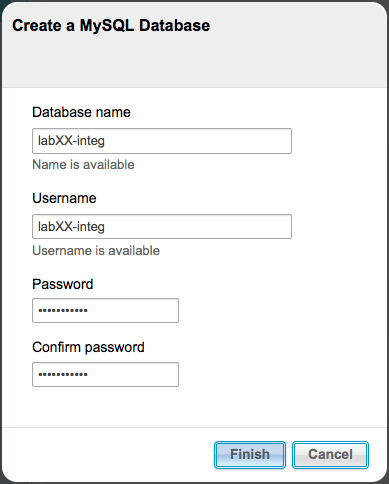 Create a MySQL Database
Database name
labXX-integ
Name is available
Username
labXX-integ
Username is available
Password
•••••••••••
Confirm password
•••••••••••
Finish Cancel